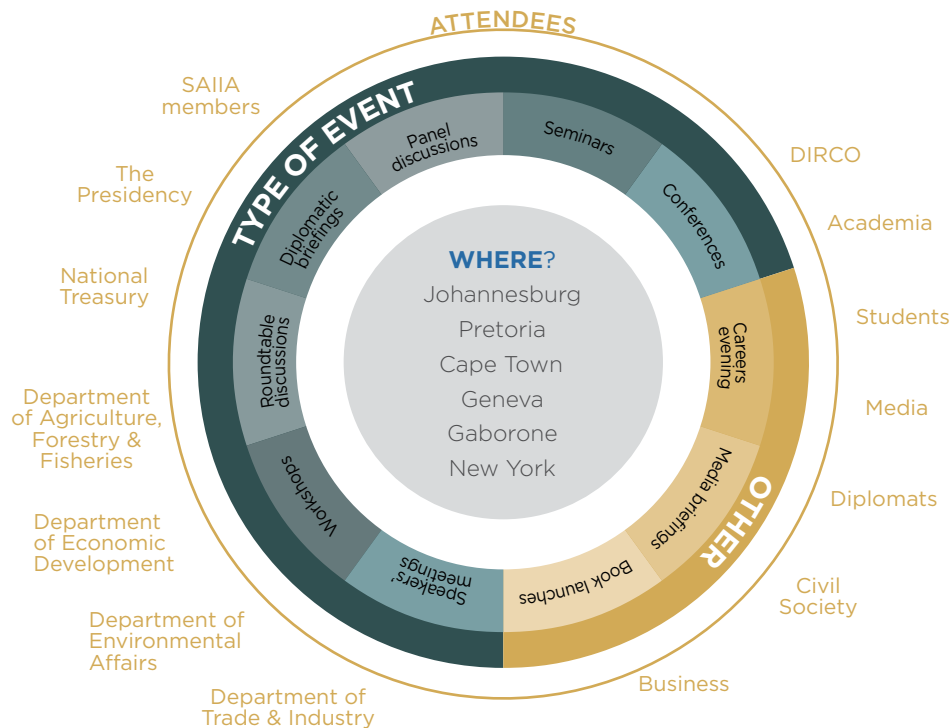 ATTENDEES
SAIIA
members
The
Presidency
National
Treasury
Department
of Agriculture,
Forestry &
Fisheries
Department
of Economic
Development
Department of
Environmental
Affairs
Department of
Trade & Industry
DIRCO
Academia
Students
Media
Diplomats
Civil
Society
Business
TYPE OF EVENT
Speakers'
meetings
Workshops
Roundtable
discussions
Diplomatic
briefings
Panel
discussions
Seminars
Conferences
OTHER
Careers
evening
Media briefings
Book launches
WHERE?
Johannesburg
Pretoria
Cape Town
Geneva
Gaborone
New York